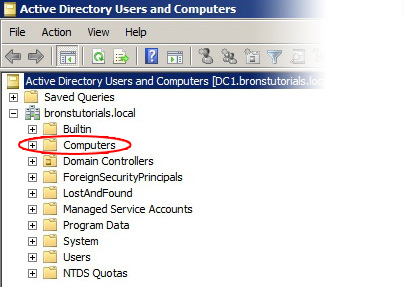 Active Directory Users and Computers
File Action View Help
Active Directory Users and Computers [DC1.bronstutorials.loc
Saved Queries
bronstutorials.local
Builtin
Computers
Domain Controllers
ForeignSecurityPrincipals
LostAndFound
Managed Service Accounts
Program Data
System
Users
NTDS Quotas